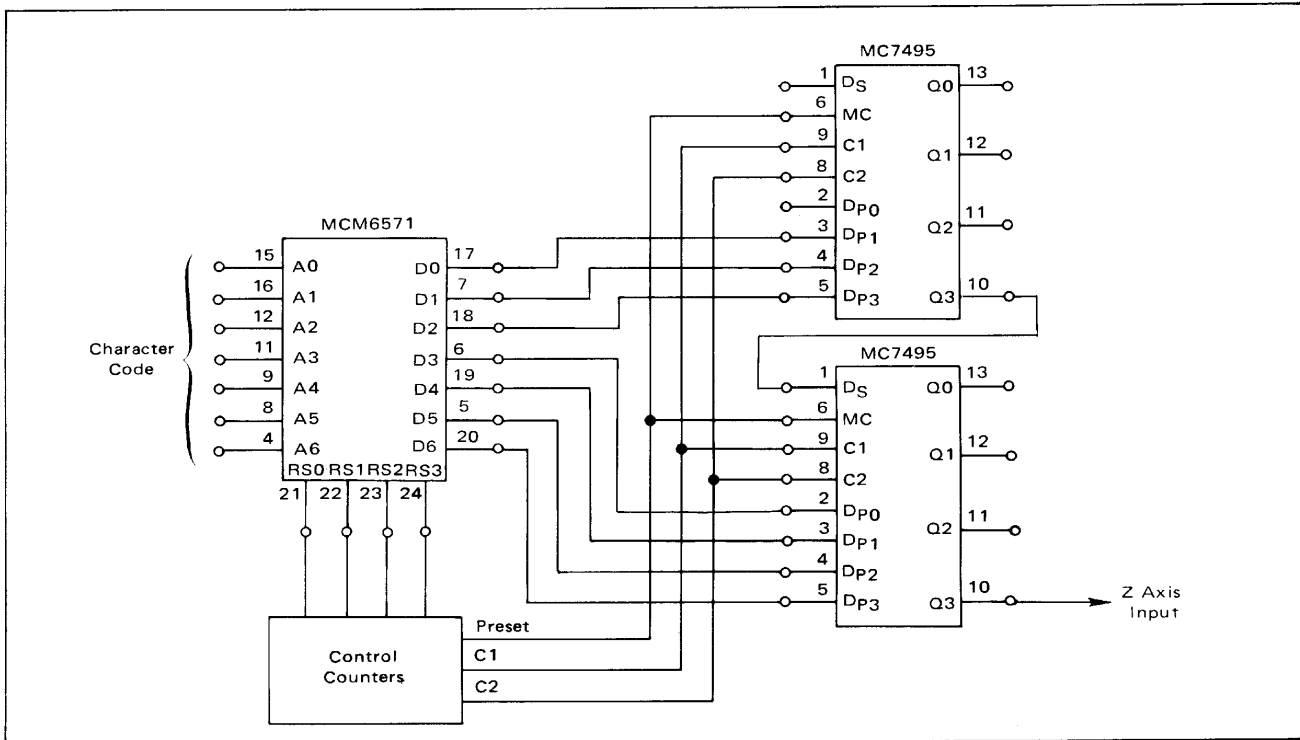 MC7495
1 DS Q0 13
6 MC
9 C1
Q1 12
8 C2
2 DP0
Q2 11
3 DP1
4 DP2
5 DP3 Q3 10
MCM6571
15 A0 D0 17
16 A1 D1 7
12 A2 D2 18
11 A3 D3 6
9 A4 D4 19
8 A5 D5 5
4 A6 D6 20
RS0 RS1 RS2 RS3
21 22 23 24
Character
Code
MC7495
1 DS Q0 13
6 MC
9 C1
Q1 12
8 C2
2 DP0
Q2 11
3 DP1
4 DP2
5 DP3 Q3 10
Z Axis
Input
Control
Counters
Preset
C1
C2